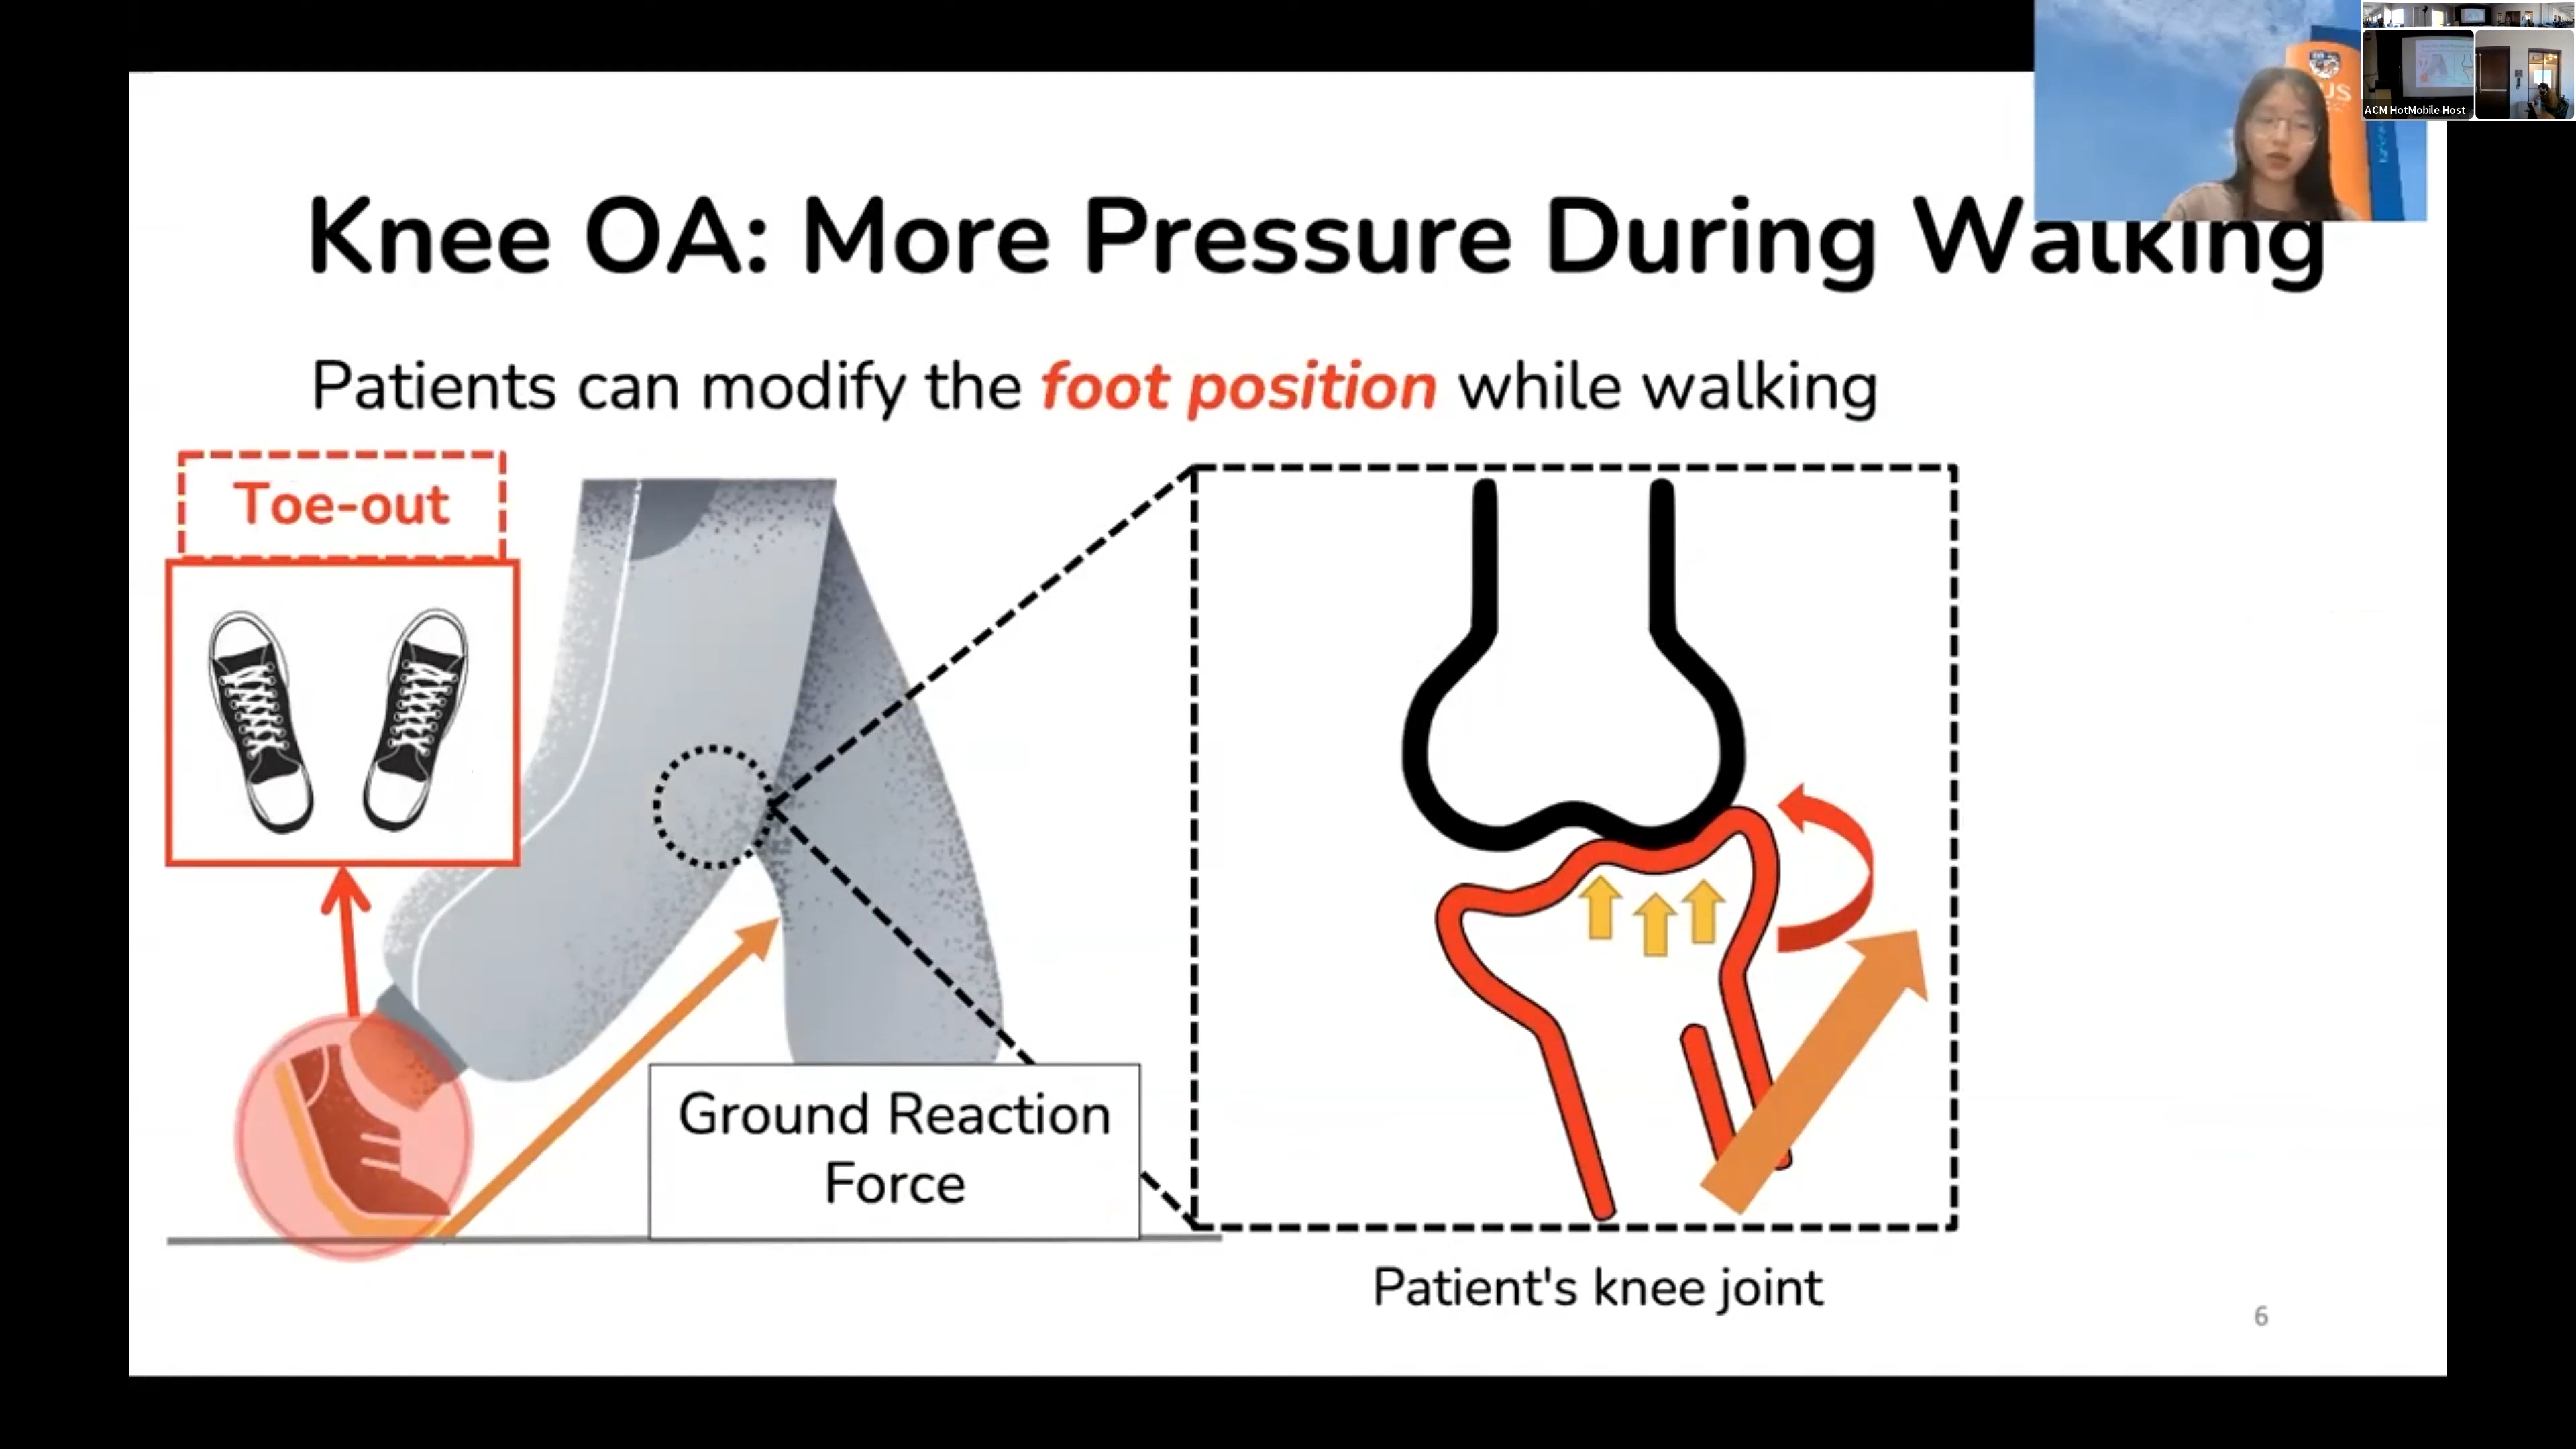 ACM HotMobile Host
Knee OA: More Pressure During Walking
Patients can modify the foot position while walking
Toe-out
Ground Reaction
Force
Patient's knee joint
6